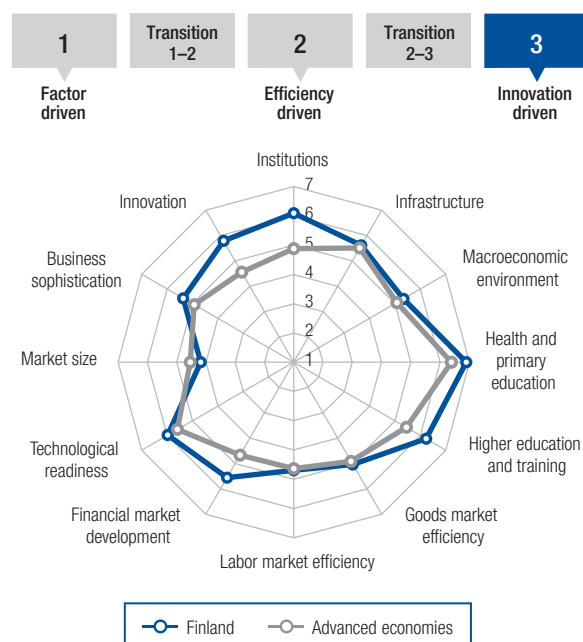 1
Transition
1–2
2
Transition
2–3
3
Factor
driven
Efficiency
driven
Innovation
driven
Institutions
7
Innovation
Infrastructure
6
5
Business
sophistication
Macroeconomic
environment
4
3
2
Market size
1
Health and
primary
education
Technological
readiness
Higher education
and training
Financial market
development
Goods market
efficiency
Labor market efficiency
Finland
Advanced economies